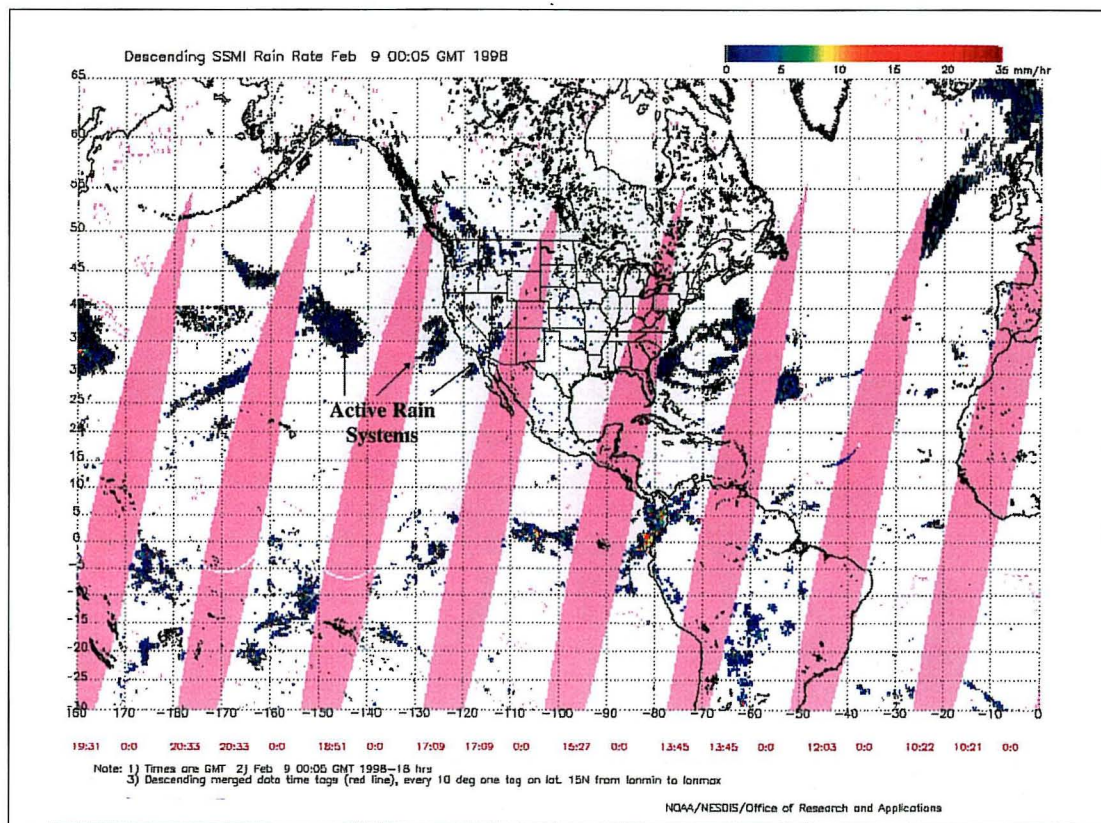 Descending SSMI Rain Rate Feb 9 00:05 GMT 1998
0 5 10 15 20 35 mm/hr
65
60
55
50
45
40
35
30
25
20
15
10
5
0
-5
-10
-15
-20
-25
-30
Active Rain
Systems
160 -170 -160 -150 -140 -130 -120 -110 -100 -90 -80 -70 -60 -50 -40 -30 -20 -10 0
19:31 0:0 20:33 20:33 0:0 18:51 0:0 17:09 17:09 0:0 15:27 0:0 13:45 13:45 0:0 12:03 0:0 10:22 10:21 0:0
Note: 1) Times are GMT 2) Feb 9 00:05 GMT 1998-18 hrs
3) Descending merged data time tags (red line), every 10 deg one tag on lat. 15N from lonmin to lonmax
NOAA/NESDIS/Office of Research and Applications